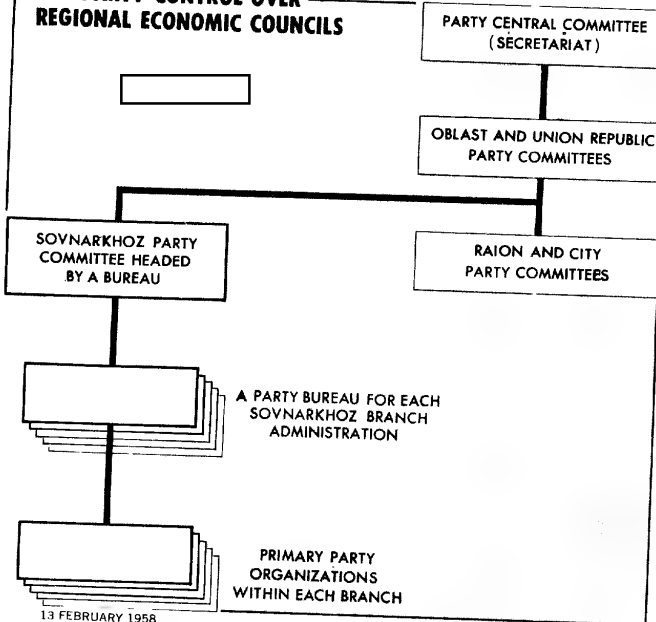 CONTROL OVER
REGIONAL ECONOMIC COUNCILS
PARTY CENTRAL COMMITTEE
(SECRETARIAT)
OBLAST AND UNION REPUBLIC
PARTY COMMITTEES
SOVNARKHOZ PARTY
COMMITTEE HEADED
BY A BUREAU
RAION AND CITY
PARTY COMMITTEES
A PARTY BUREAU FOR EACH
SOVNARKHOZ BRANCH
ADMINISTRATION
PRIMARY PARTY
ORGANIZATIONS
WITHIN EACH BRANCH
13 FEBRUARY 1958